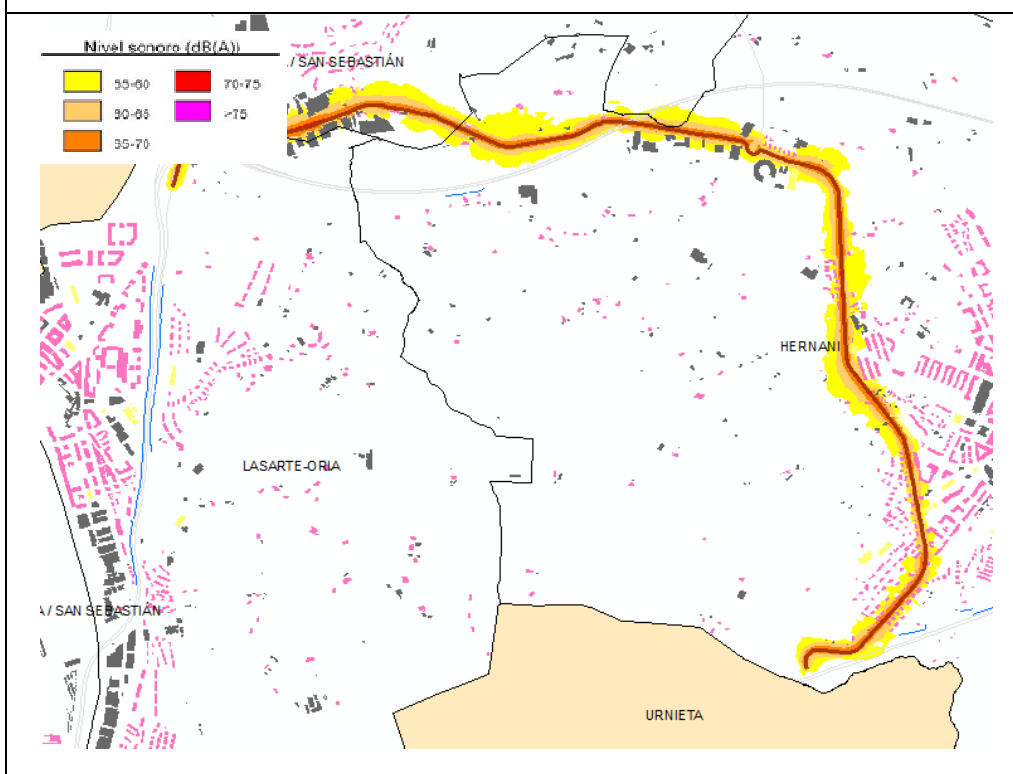 Nivel sonoro (dB(A))
55-60
70-75
60-65
>75
65-70
A / SAN SEBASTIÁN
HERNANI
LASARTE-ORIA
A / SAN SEBASTIÁN
URNIETA